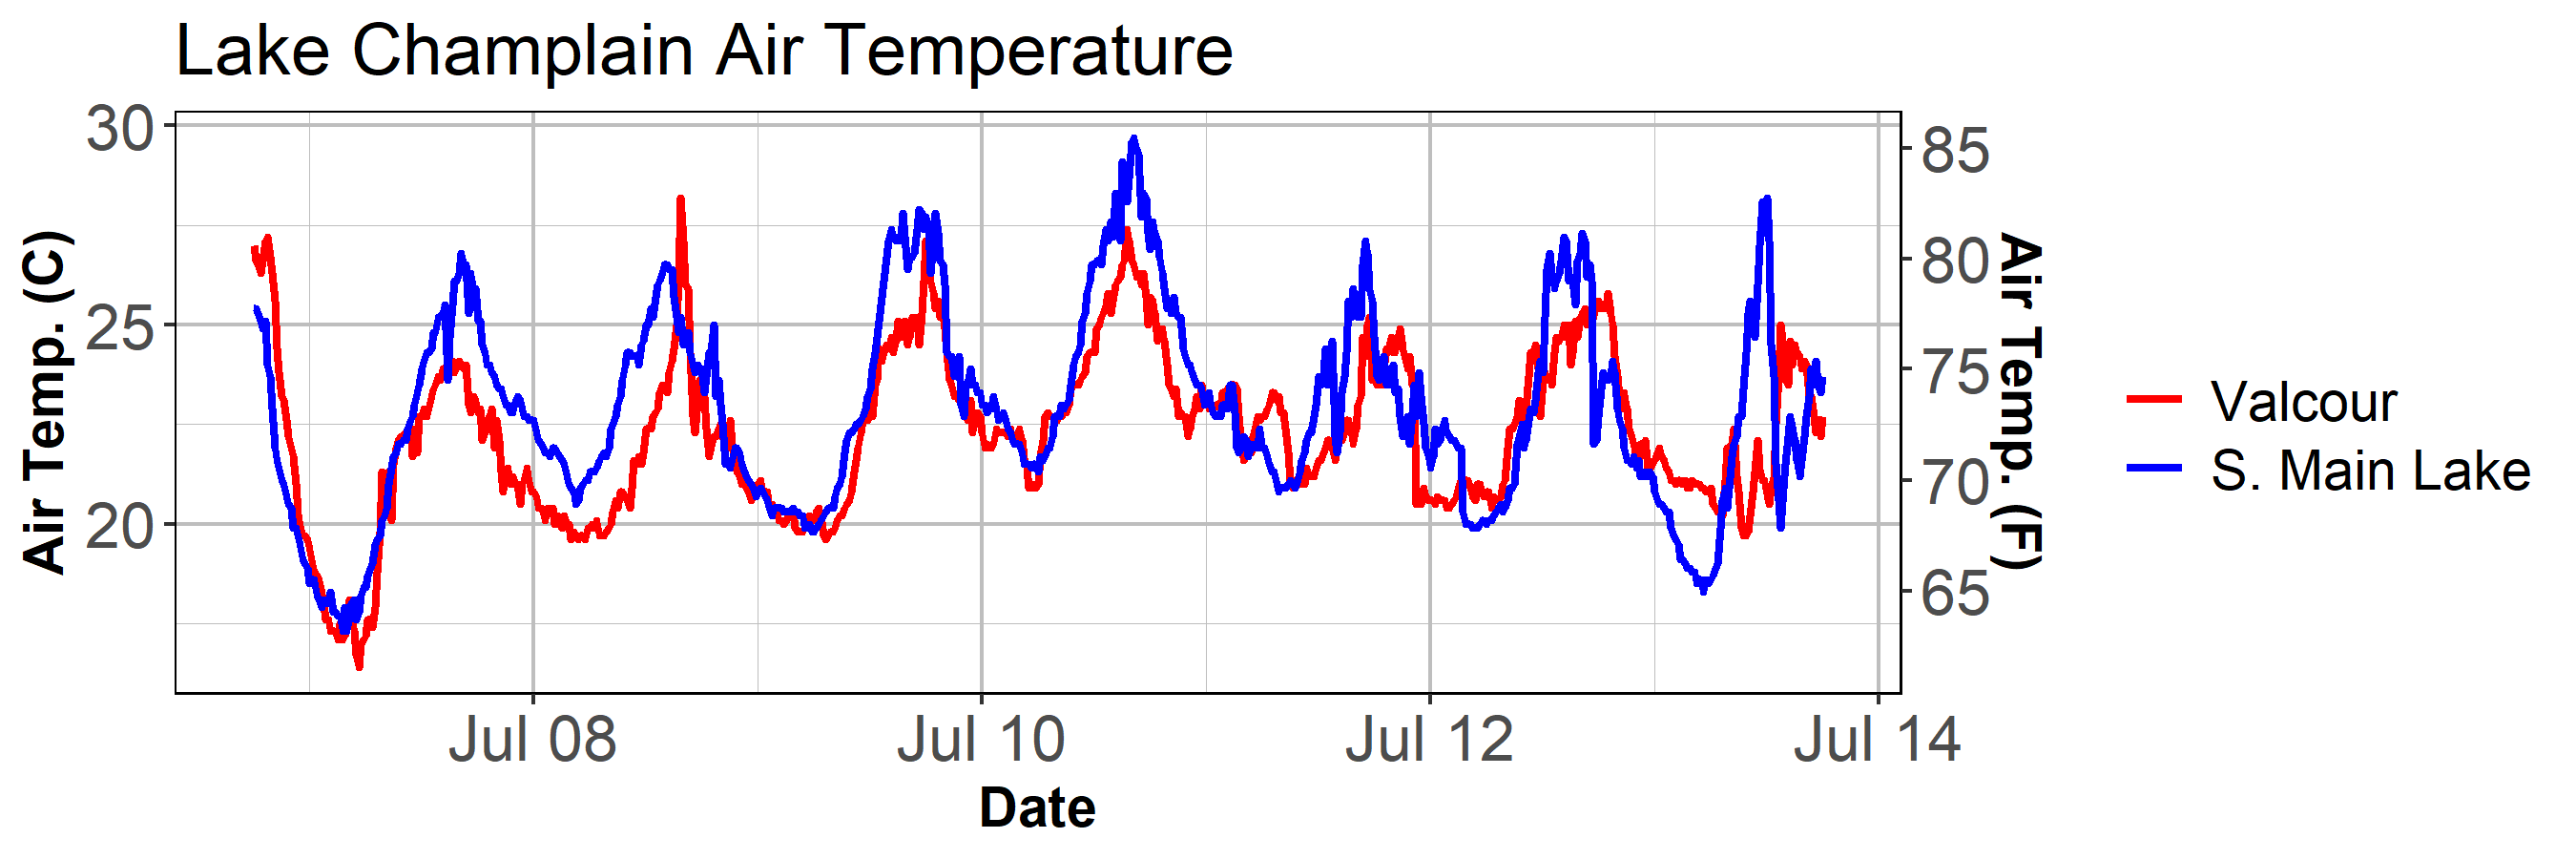 Lake Champlain Air Temperature
30
25
20
Air Temp. (C)
85
80
75
70
65
Air Temp. (F)
Jul 08
Jul 10
Jul 12
Jul 14
Date
Valcour
S. Main Lake